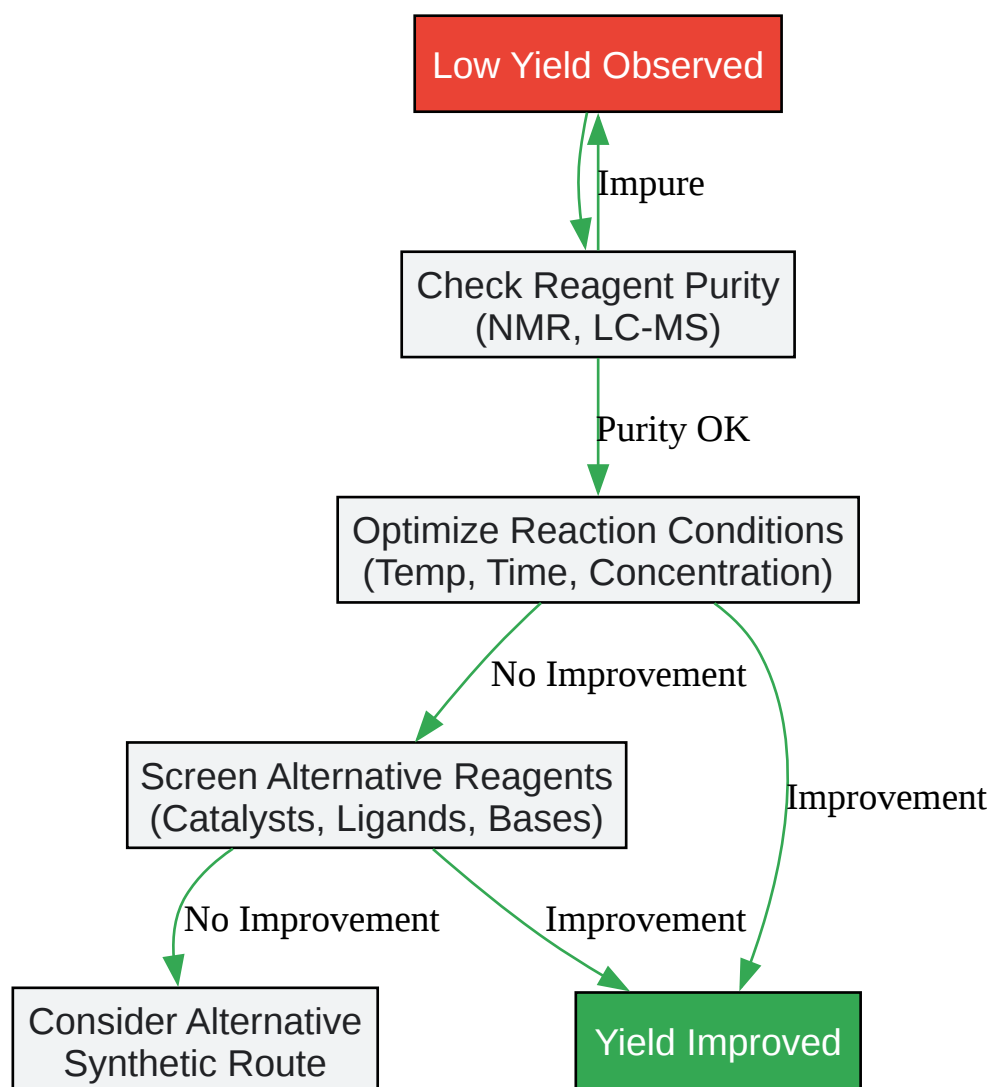 Low Yield Observed
Impure
Check Reagent Purity
(NMR, LC-MS)
Purity OK
Optimize Reaction Conditions
(Temp, Time, Concentration)
No Improvement
Screen Alternative Reagents
(Catalysts, Ligands, Bases)
Improvement
No Improvement
Improvement
Consider Alternative
Synthetic Route
Yield Improved